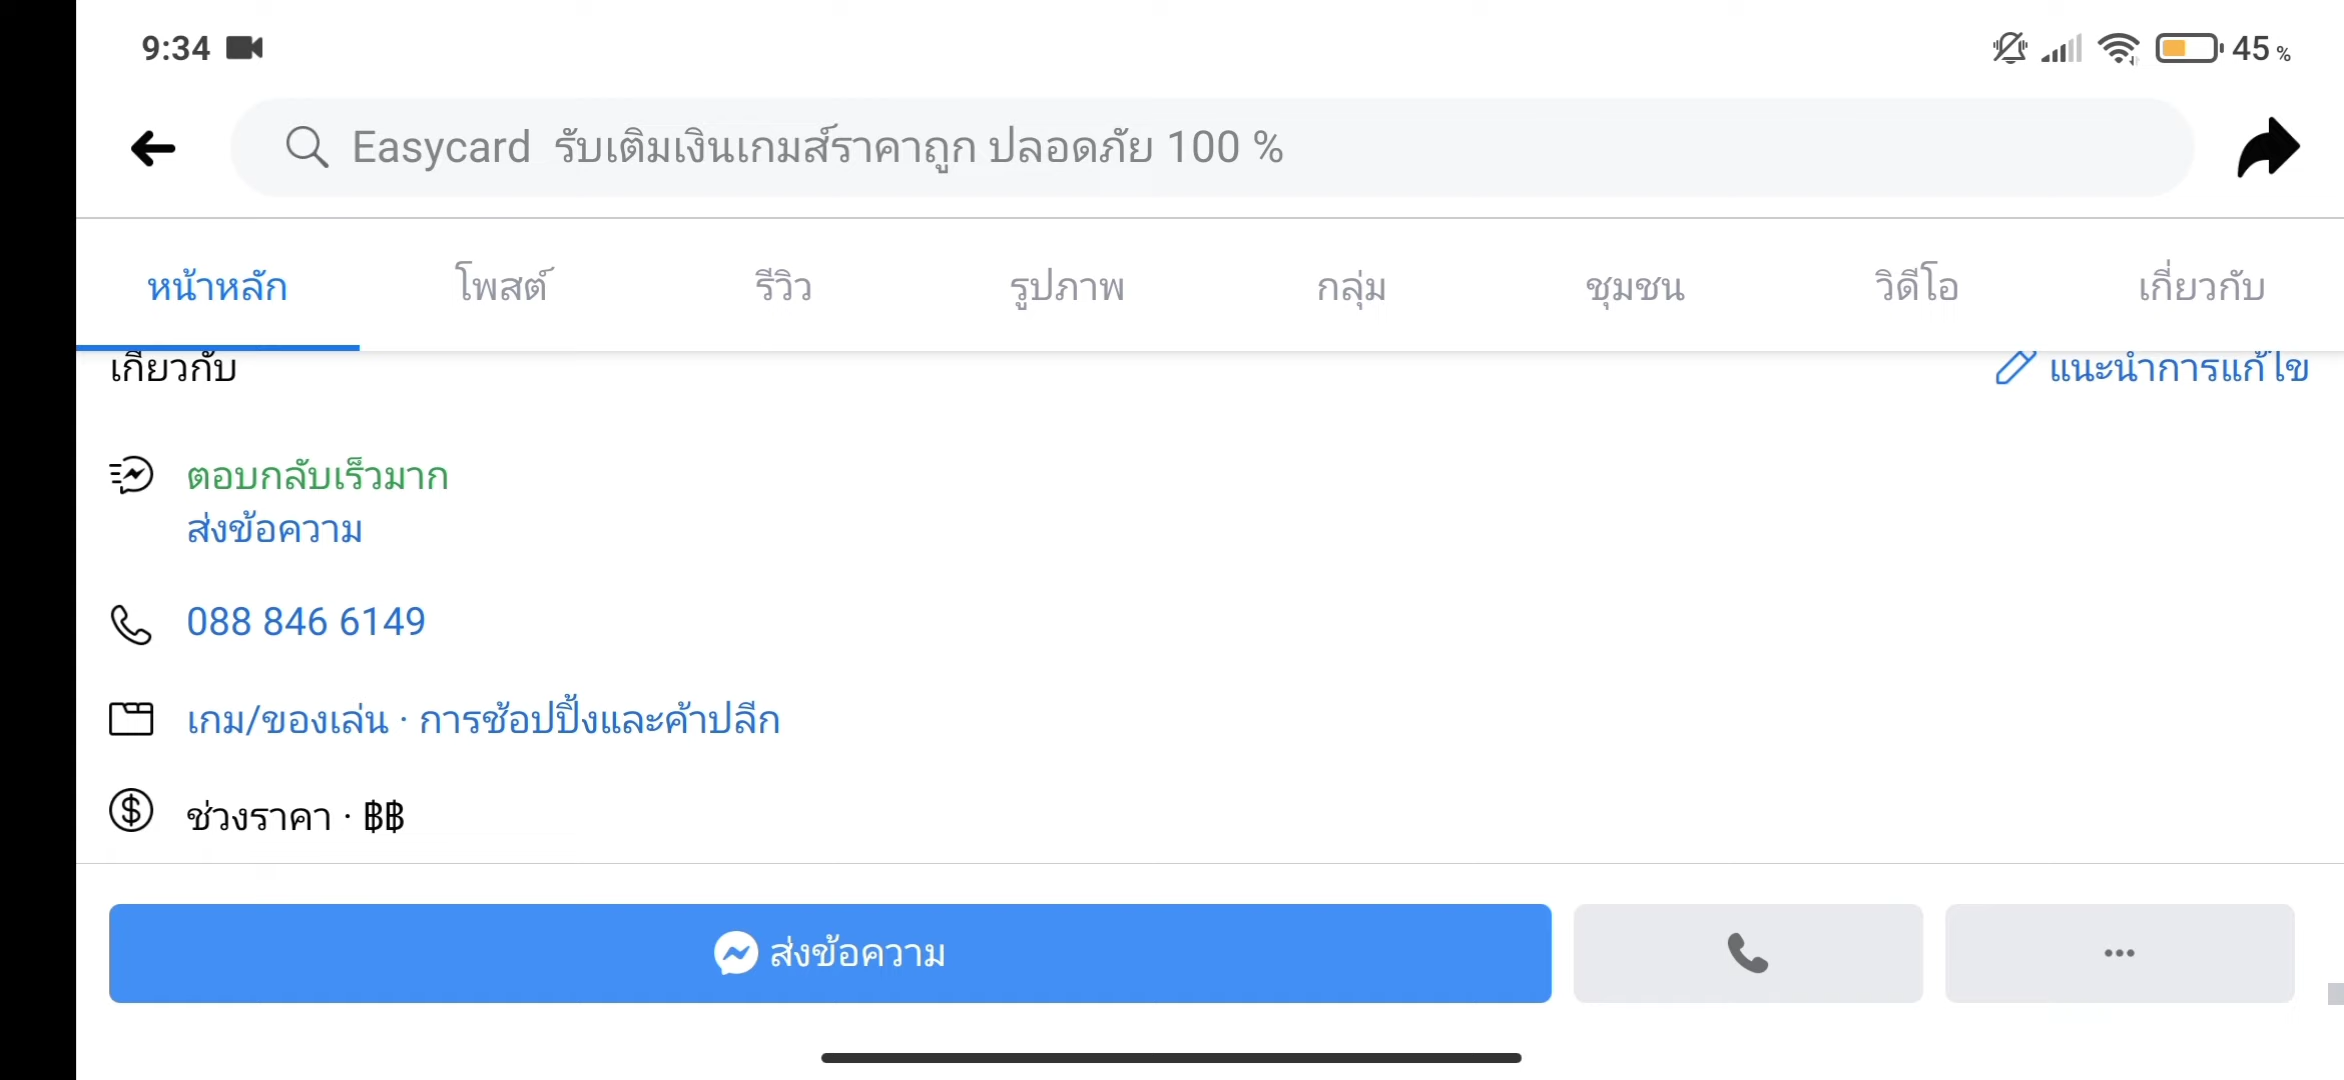 9:34
45 %
Easycard รับเติมเงินเกมส์ราคาถูก ปลอดภัย 100 %
หน้าหลัก โพสต์ รีวิว รูปภาพ กลุ่ม ชุมชน วิดีโอ เกี่ยวกับ
เกี่ยวกับ แนะนำการแก้ไข
ตอบกลับเร็วมาก
ส่งข้อความ
088 846 6149
เกม/ของเล่น · การช้อปปิ้งและค้าปลีก
ช่วงราคา · ฿฿
ส่งข้อความ